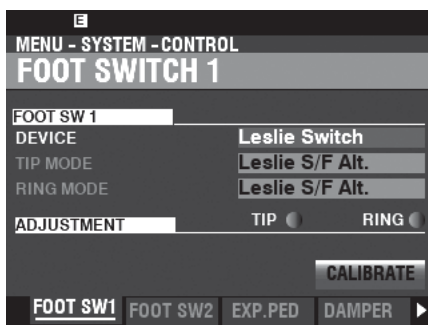 E
MENU - SYSTEM - CONTROL
FOOT SWITCH 1
FOOT SW 1
DEVICE Leslie Switch
TIP MODE Leslie S/F Alt.
RING MODE Leslie S/F Alt.
ADJUSTMENT TIP RING
CALIBRATE
FOOT SW1 FOOT SW2 EXP.PED DAMPER